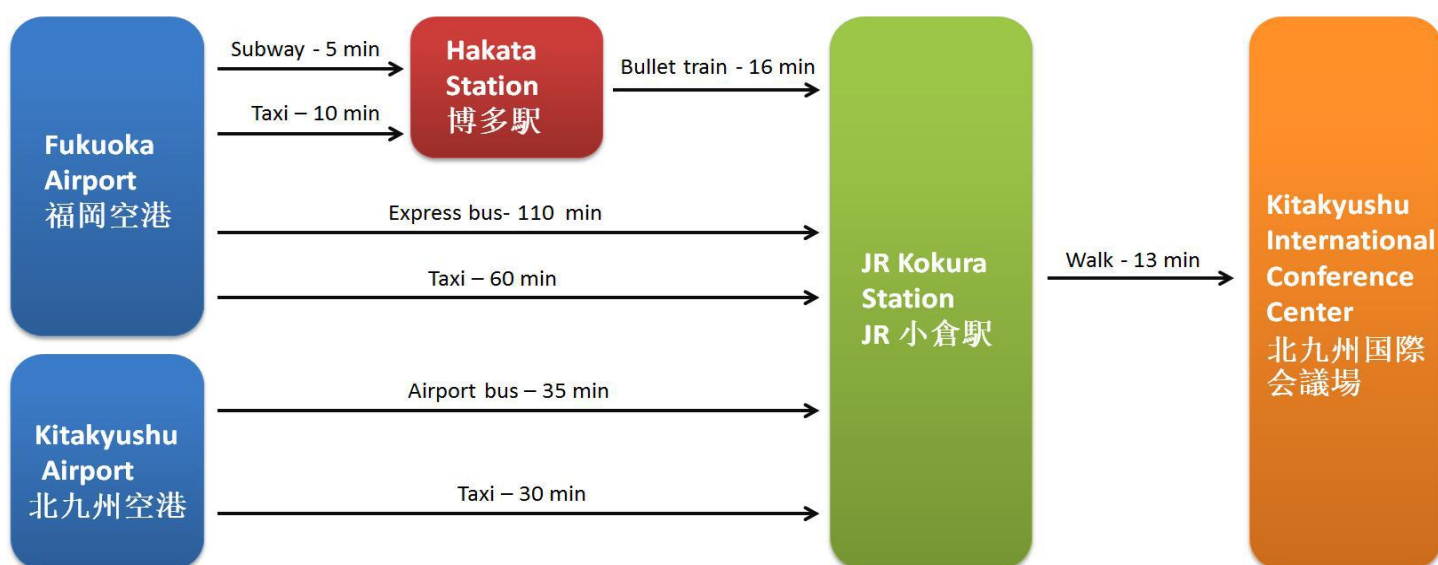 Fukuoka
Airport
福岡空港
Subway - 5 min
Taxi – 10 min
Hakata
Station
博多駅
Bullet train - 16 min
Express bus- 110 min
Taxi – 60 min
Kitakyushu
Airport
北九州空港
Airport bus – 35 min
Taxi – 30 min
JR Kokura
Station
JR 小倉駅
Walk - 13 min
Kitakyushu
International
Conference
Center
北九州国際
会議場